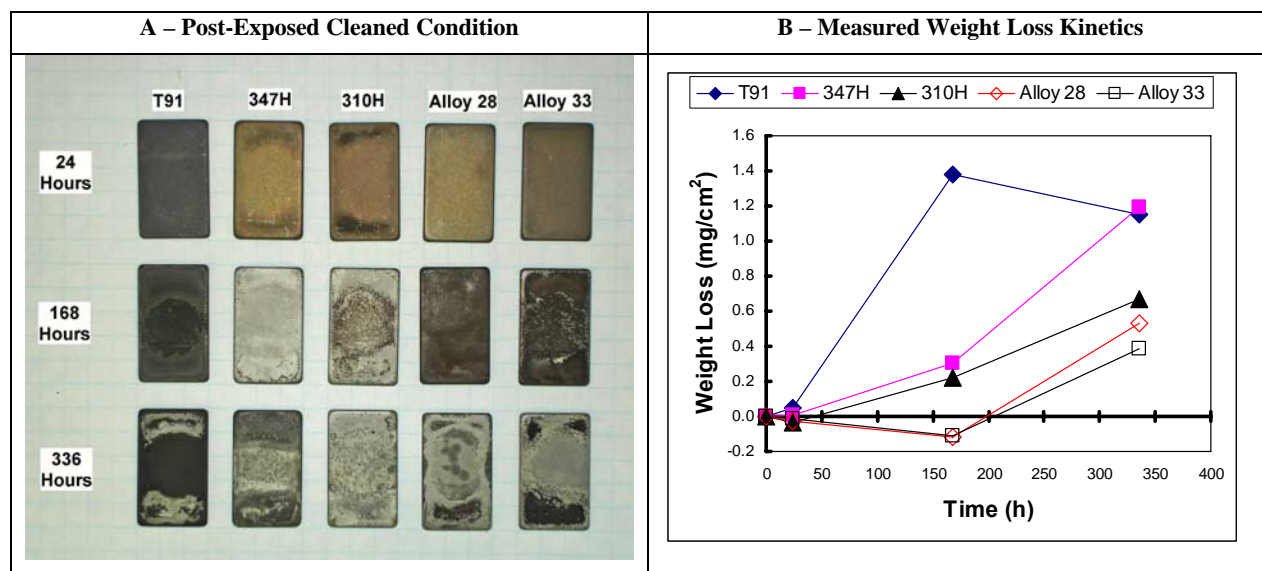 A – Post-Exposed Cleaned Condition
T91 347H 310H Alloy 28 Alloy 33
24
Hours
168
Hours
336
Hours
B – Measured Weight Loss Kinetics
T91 347H 310H Alloy 28 Alloy 33
Weight Loss (mg/cm²)
1.6
1.4
1.2
1.0
0.8
0.6
0.4
0.2
0.0
-0.2
0 50 100 150 200 250 300 350 400
Time (h)